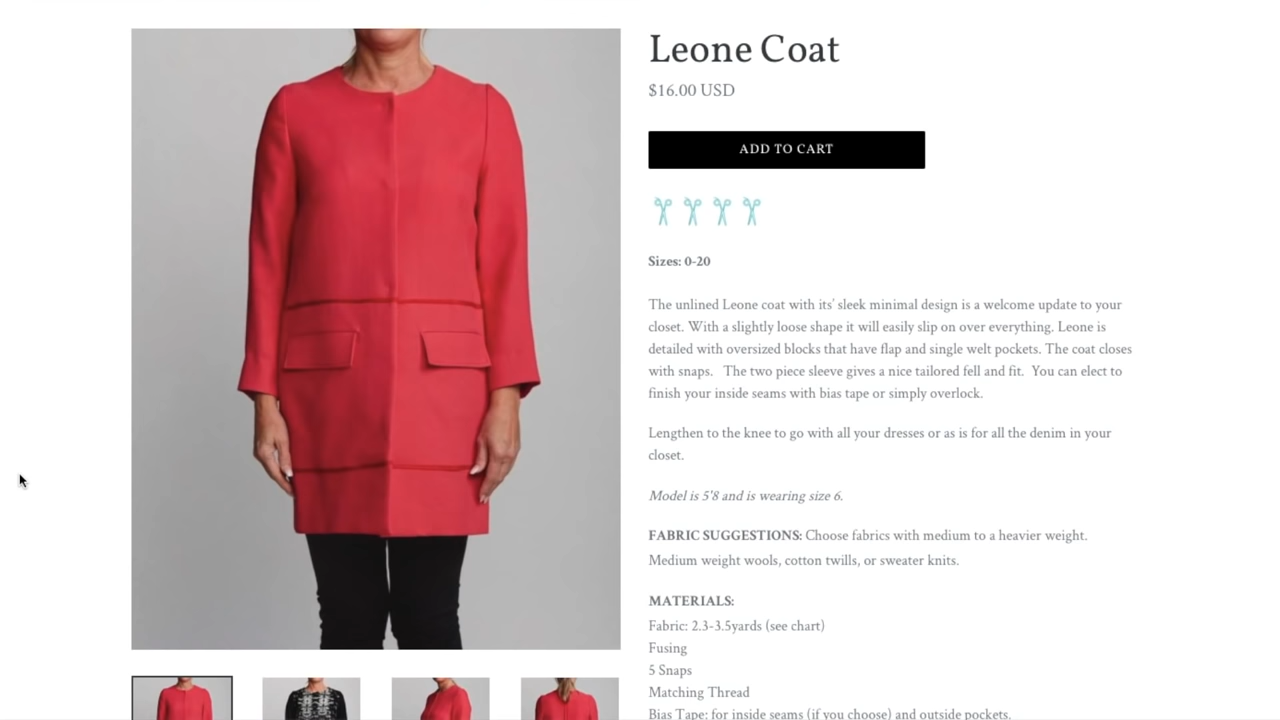 Leone Coat
$16.00 USD
ADD TO CART
Sizes: 0-20
The unlined Leone coat with its' sleek minimal design is a welcome update to your
closet. With a slightly loose shape it will easily slip on over everything. Leone is
detailed with oversized blocks that have flap and single welt pockets. The coat closes
with snaps. The two piece sleeve gives a nice tailored fell and fit. You can elect to
finish your inside seams with bias tape or simply overlock.
Lengthen to the knee to go with all your dresses or as is for all the denim in your
closet.
Model is 5'8 and is wearing size 6.
FABRIC SUGGESTIONS: Choose fabrics with medium to a heavier weight.
Medium weight wools, cotton twills, or sweater knits.
MATERIALS:
Fabric: 2.3-3.5yards (see chart)
Fusing
5 Snaps
Matching Thread
Bias Tape: for inside seams (if you choose) and outside pockets.